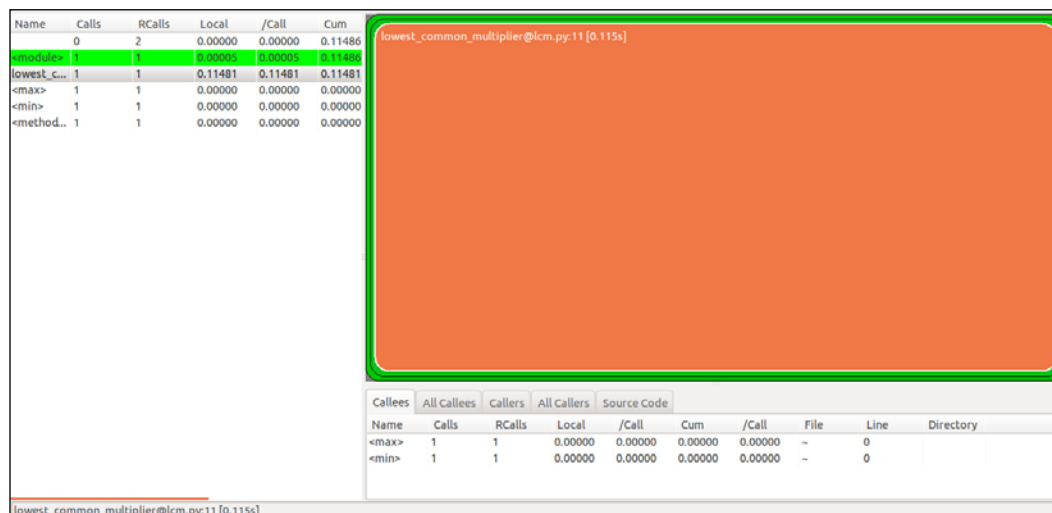 Name Calls RCalls Local /Call Cum
0 2 0.00000 0.00000 0.11486
<module> 1 1 0.00005 0.00005 0.11486
lowest_c... 1 1 0.11481 0.11481 0.11481
<max> 1 1 0.00000 0.00000 0.00000
<min> 1 1 0.00000 0.00000 0.00000
<method... 1 1 0.00000 0.00000 0.00000
lowest_common_multiplier@lcm.py:11 [0.115s]
Callees All Callees Callers All Callers Source Code
Name Calls RCalls Local /Call Cum /Call File Line Directory
<max> 1 1 0.00000 0.00000 0.00000 0.00000 ~ 0
<min> 1 1 0.00000 0.00000 0.00000 0.00000 ~ 0
lowest_common_multiplier@lcm.py:11 [0.115s]